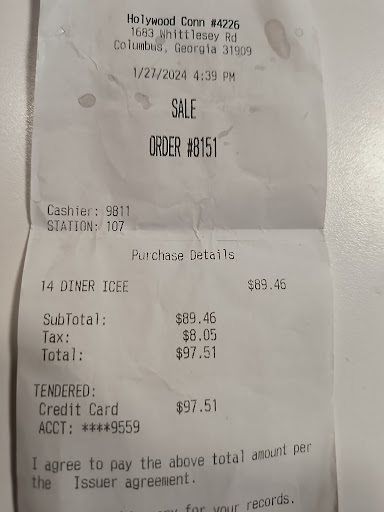 Holywood Conn #4226
1683 Whittlesey Rd
Columbus, Georgia 31909
1/27/2024 4:39 PM
SALE
ORDER #8151
Cashier: 9811
STATION: 107
Purchase Details
14 DINER ICEE $89.46
SubTotal: $89.46
Tax: $8.05
Total: $97.51
TENDERED:
Credit Card $97.51
ACCT: ****9559
I agree to pay the above total amount per
the Issuer agreement.
for your records.